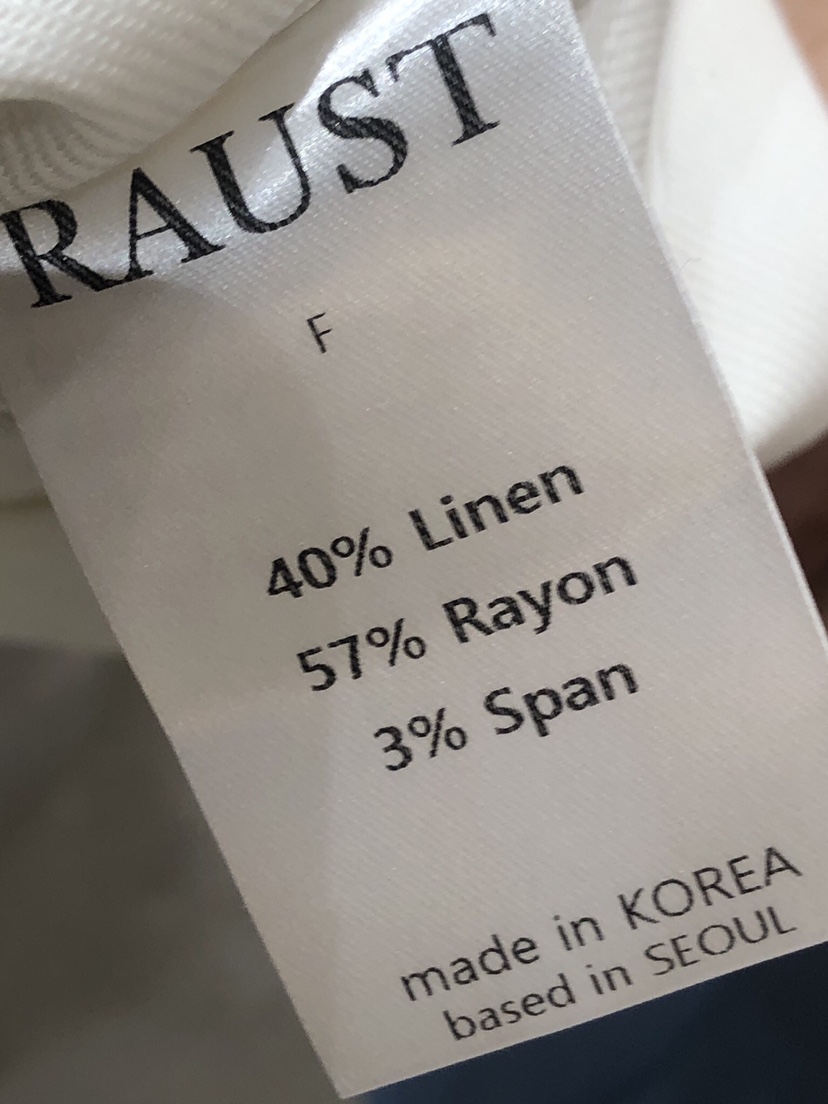 RAUST
F
40% Linen
57% Rayon
3% Span
made in KOREA
based in SEOUL